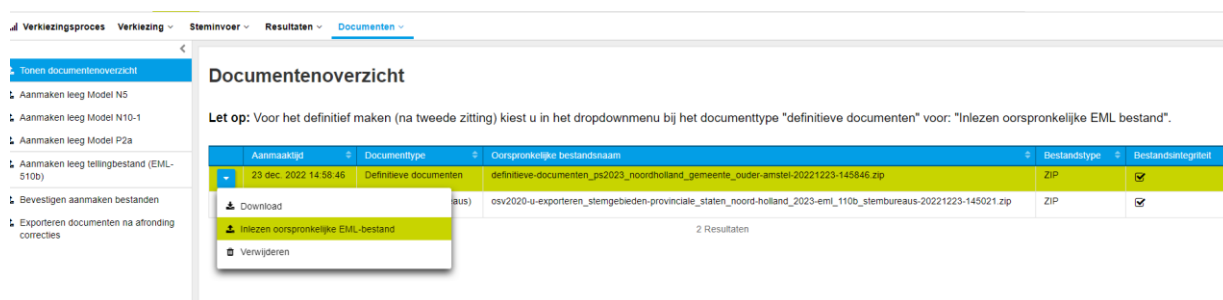 Verkiezingsproces Verkiezing Steminvoer Resultaten Documenten
Tonen documentenoverzicht
Aanmaken leeg Model N5
Aanmaken leeg Model N10-1
Aanmaken leeg Model P2a
Aanmaken leeg tellingbestand (EML-
510b)
Bevestigen aanmaken bestanden
Exporteren documenten na afronding
correcties
Documentenoverzicht
Let op: Voor het definitief maken (na tweede zitting) kiest u in het dropdownmenu bij het documenttype "definitieve documenten" voor: "Inlezen oorspronkelijke EML bestand".
Aanmaaktijd Documenttype Oorspronkelijke bestandsnaam Bestandstype Bestandsintegriteit
23 dec. 2022 14:58:46 Definitieve documenten definitieve-documenten_ps2023_noordholland_gemeente_ouder-amstel-20221223-145846.zip ZIP
eaus) osv2020-u-exporteren_stemgebieden-provinciale_staten_noord-holland_2023-eml_110b_stembureaus-20221223-145021.zip ZIP
Download
Inlezen oorspronkelijke EML-bestand
Verwijderen
2 Resultaten